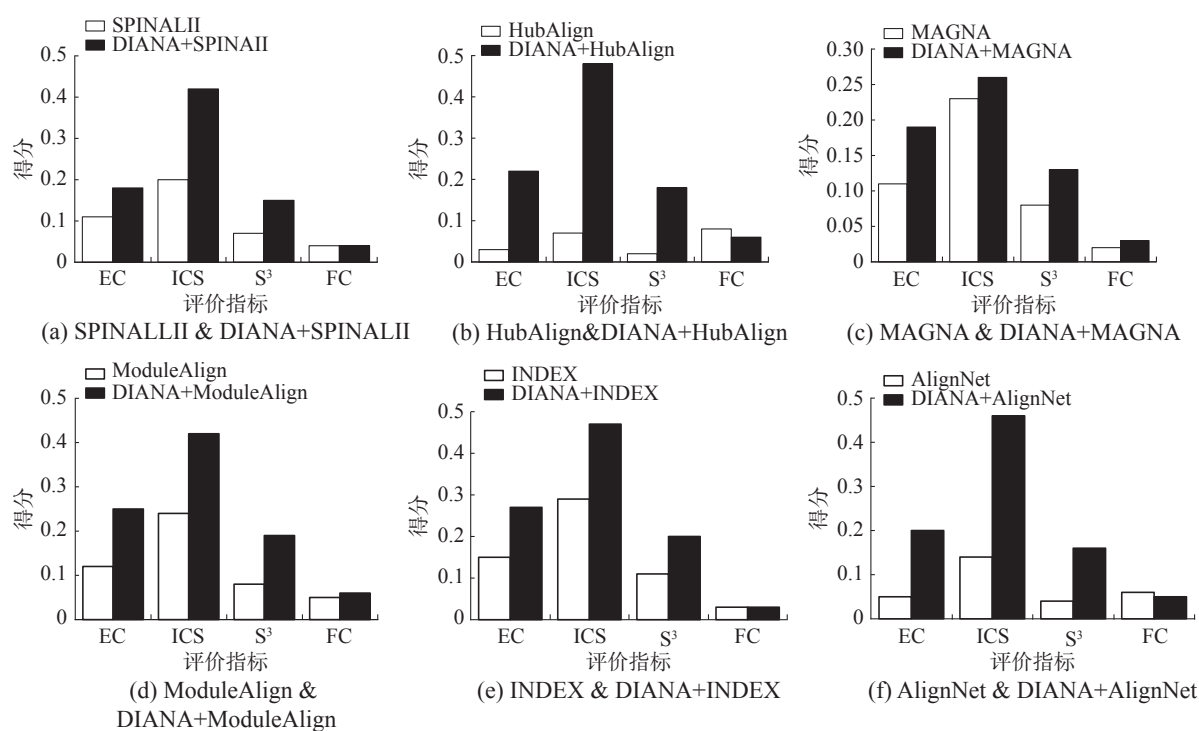 SPINALII
DIANA+SPINAII
0.5
0.4
0.3
0.2
0.1
0
得分
EC ICS S³ FC
评价指标
(a) SPINALLII & DIANA+SPINALII
HubAlign
DIANA+HubAlign
0.5
0.4
0.3
0.2
0.1
0
得分
EC ICS S³ FC
评价指标
(b) HubAlign&DIANA+HubAlign
MAGNA
DIANA+MAGNA
0.30
0.25
0.20
0.15
0.10
0.05
0
得分
EC ICS S³ FC
评价指标
(c) MAGNA & DIANA+MAGNA
ModuleAlign
DIANA+ModuleAlign
0.5
0.4
0.3
0.2
0.1
0
得分
EC ICS S³ FC
评价指标
(d) ModuleAlign &
DIANA+ModuleAlign
INDEX
DIANA+INDEX
0.5
0.4
0.3
0.2
0.1
0
得分
EC ICS S³ FC
评价指标
(e) INDEX & DIANA+INDEX
AlignNet
DIANA+AlignNet
0.5
0.4
0.3
0.2
0.1
0
得分
EC ICS S³ FC
评价指标
(f) AlignNet & DIANA+AlignNet